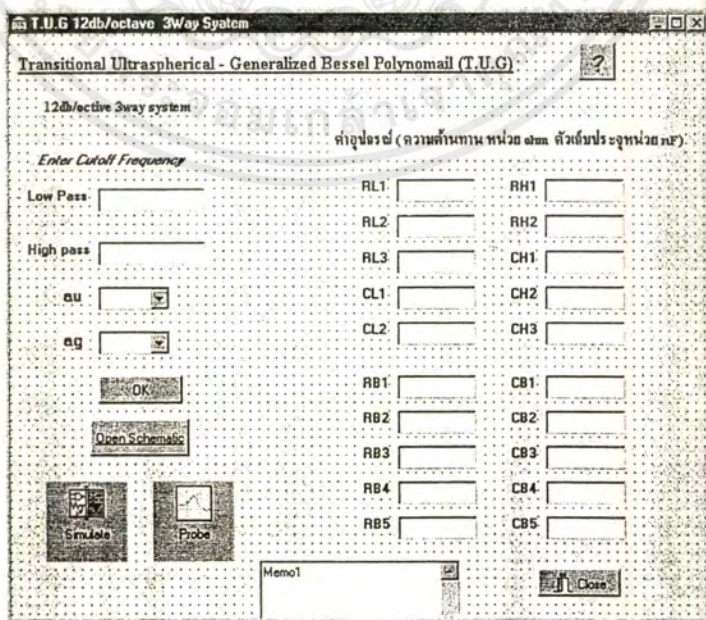 T.U.G 12db/octave 3Way System
Transitional Ultraspherical - Generalized Bessel Polynomail (T.U.G)
?
12db/octive 3way system
ค่าอุปกรณ์ (ความต้านทาน หน่วย ohm ตัวเก็บประจุหน่วย nF)
Enter Cutoff Frequency
Low Pass
High pass
au
ag
OK
Open Schematic
Simulate
Probe
RL1
RH1
RL2
RH2
RL3
CH1
CL1
CH2
CL2
CH3
RB1
CB1
RB2
CB2
RB3
CB3
RB4
CB4
RB5
CB5
Memo1
Close